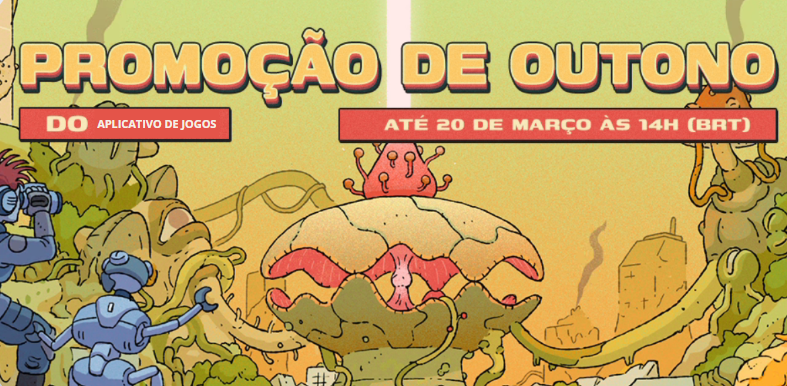 PROMOÇÃO DE OUTONO
DO APLICATIVO DE JOGOS
ATÉ 20 DE MARÇO ÀS 14H (BRT)